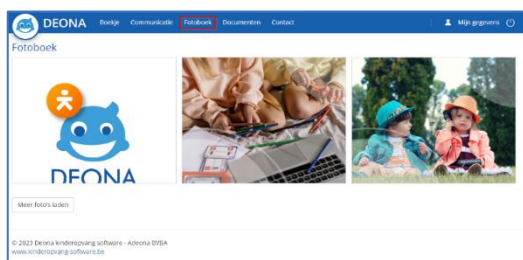 DEONA Boekje Communicatie Fotoboek Documenten Contact Mijn gegevens
Fotoboek
DEONA
Meer foto's laden
© 2023 Deona kinderopvang software - Adeona BVBA
www.kinderopvang-software.be